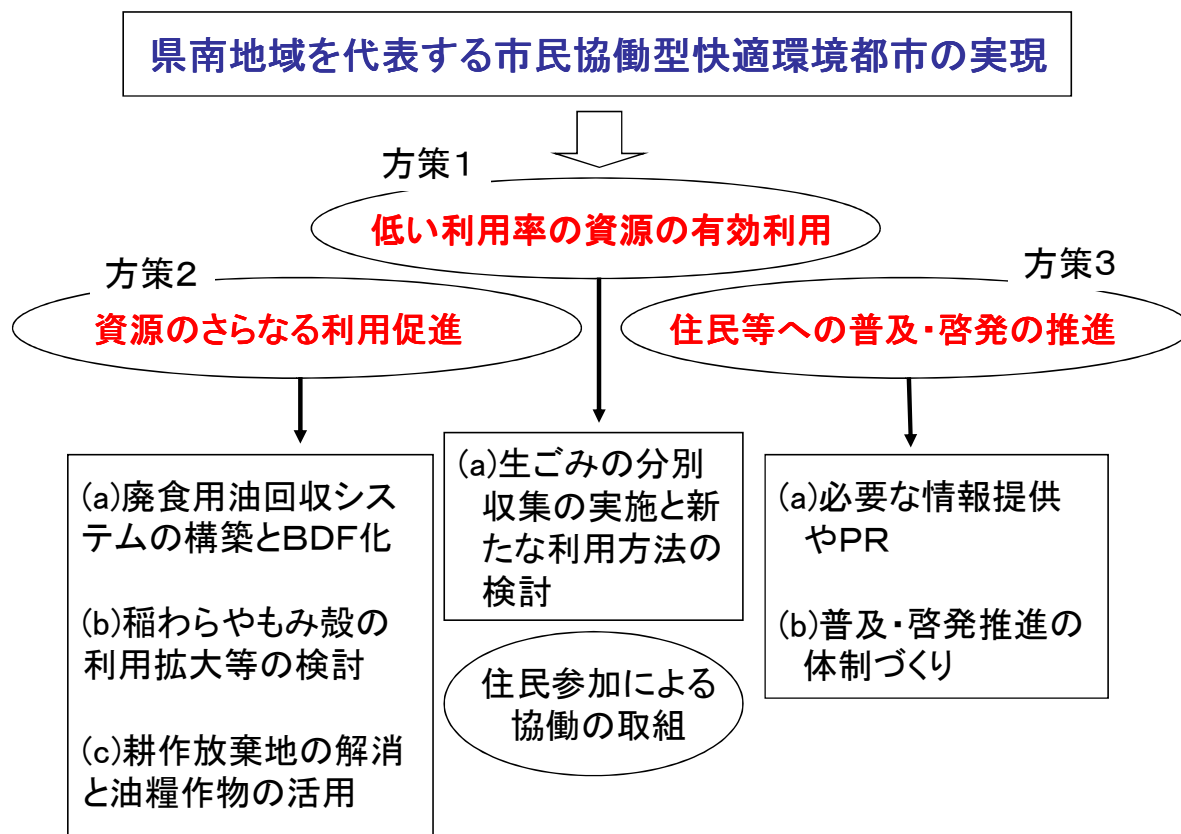 県南地域を代表する市民協働型快適環境都市の実現
方策１
低い利用率の資源の有効利用
方策２
資源のさらなる利用促進
方策３
住民等への普及・啓発の推進
(a)廃食用油回収シス
テムの構築とＢＤＦ化
(b)稲わらやもみ殻の
利用拡大等の検討
(c)耕作放棄地の解消
と油糧作物の活用
(a)生ごみの分別
収集の実施と新
たな利用方法の
検討
住民参加による
協働の取組
(a)必要な情報提供
やＰＲ
(b)普及・啓発推進の
体制づくり